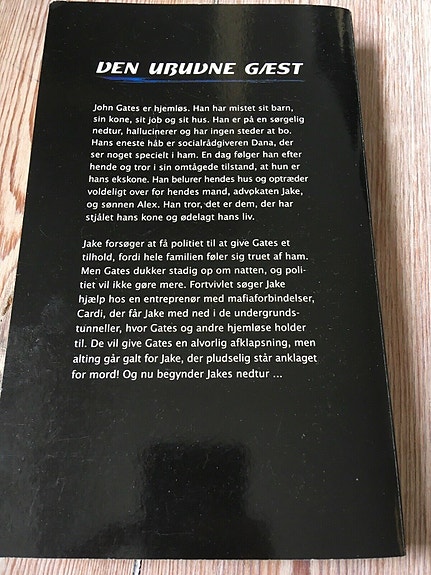 DEN UBUDNE GÆST
John Gates er hjemløs. Han har mistet sit barn,
sin kone, sit job og sit hus. Han er på en sørgelig
nedtur, hallucinerer og har ingen steder at bo.
Hans eneste håb er socialrådgiveren Dana, der
ser noget specielt i ham. En dag følger han efter
hende og tror i sin omtågede tilstand, at hun er
hans ekskone. Han belurer hendes hus og optræder
voldeligt over for hendes mand, advokaten Jake,
og sønnen Alex. Han tror, det er dem, der har
stjålet hans kone og ødelagt hans liv.
Jake forsøger at få politiet til at give Gates et
tilhold, fordi hele familien føler sig truet af ham.
Men Gates dukker stadig op om natten, og poli-
tiet vil ikke gøre mere. Fortvivlet søger Jake
hjælp hos en entreprenør med mafiaforbindelser,
Cardi, der får Jake med ned i de undergrunds-
tunneller, hvor Gates og andre hjemløse holder
til. De vil give Gates en alvorlig afklapsning, men
alting går galt for Jake, der pludselig står anklaget
for mord! Og nu begynder Jakes nedtur ...